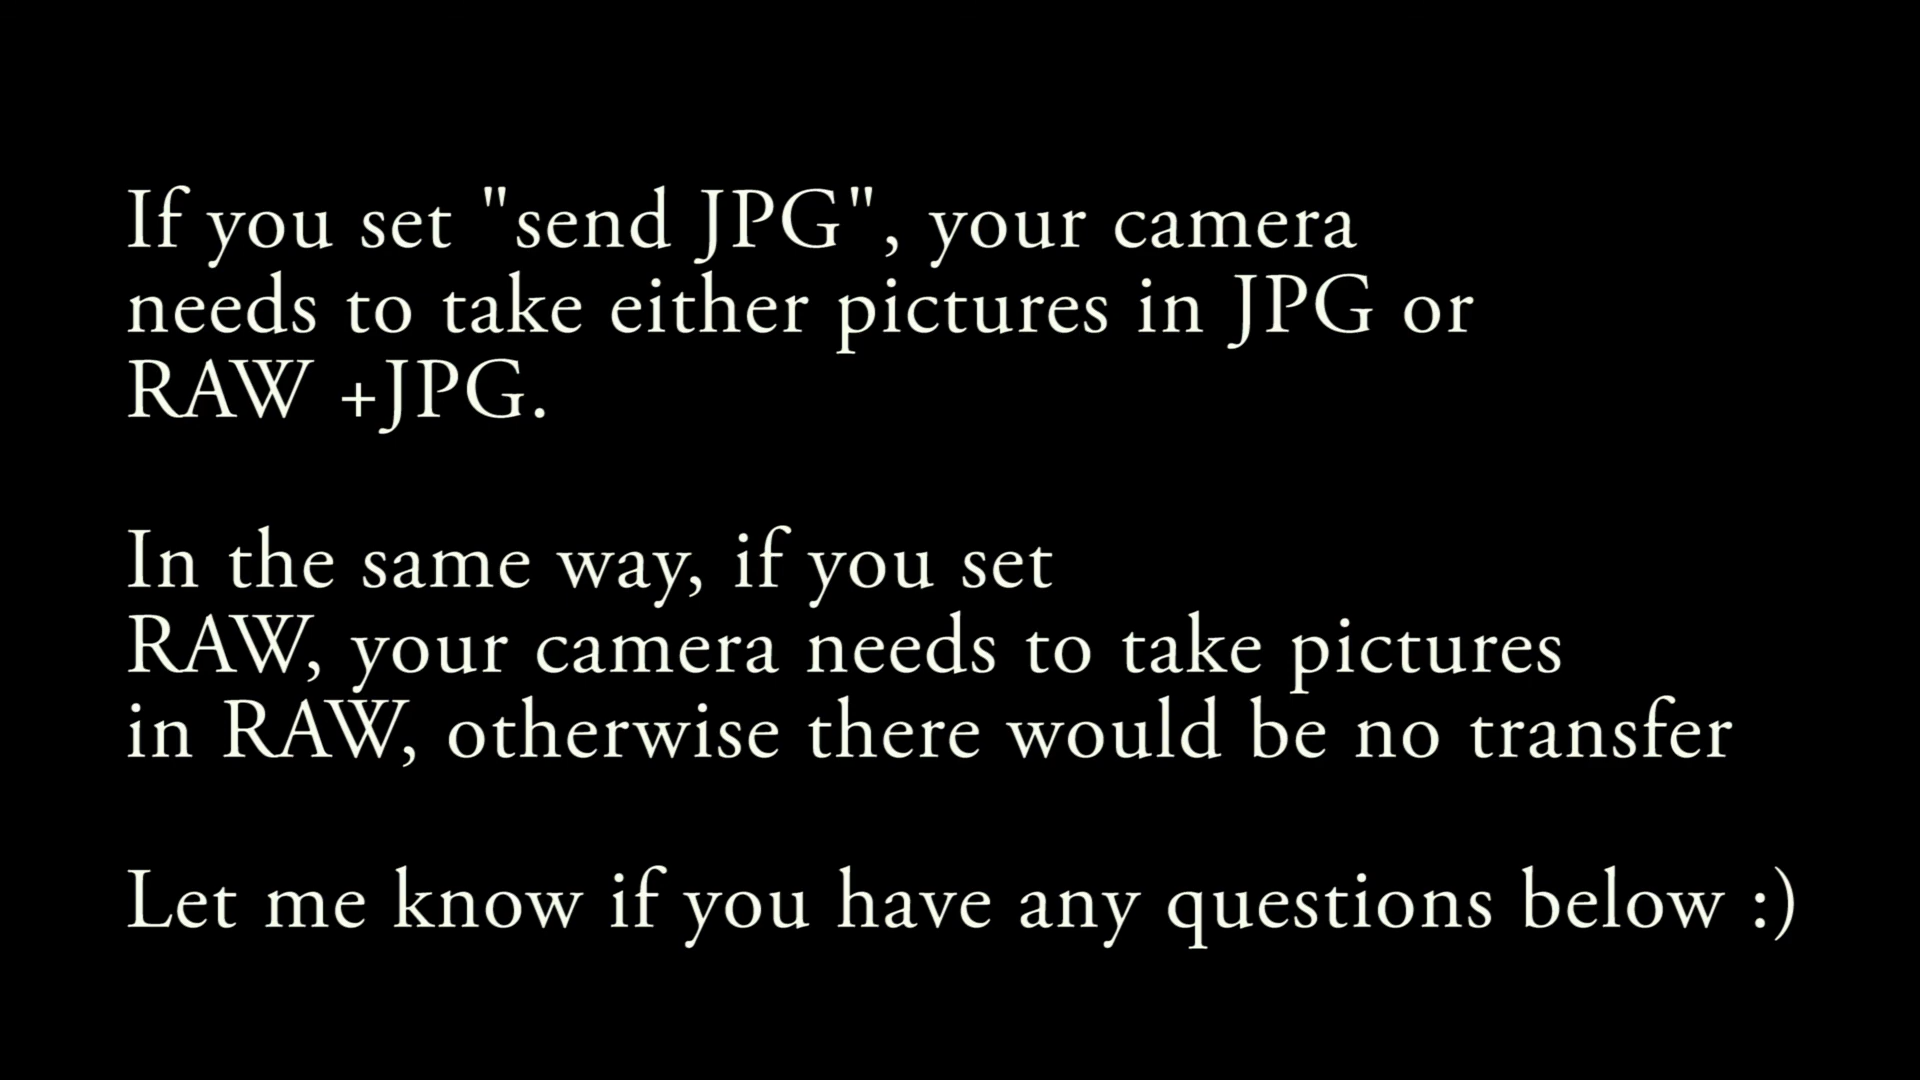 If you set "send JPG", your camera
needs to take either pictures in JPG or
RAW +JPG.
In the same way, if you set
RAW, your camera needs to take pictures
in RAW, otherwise there would be no transfer
Let me know if you have any questions below :)